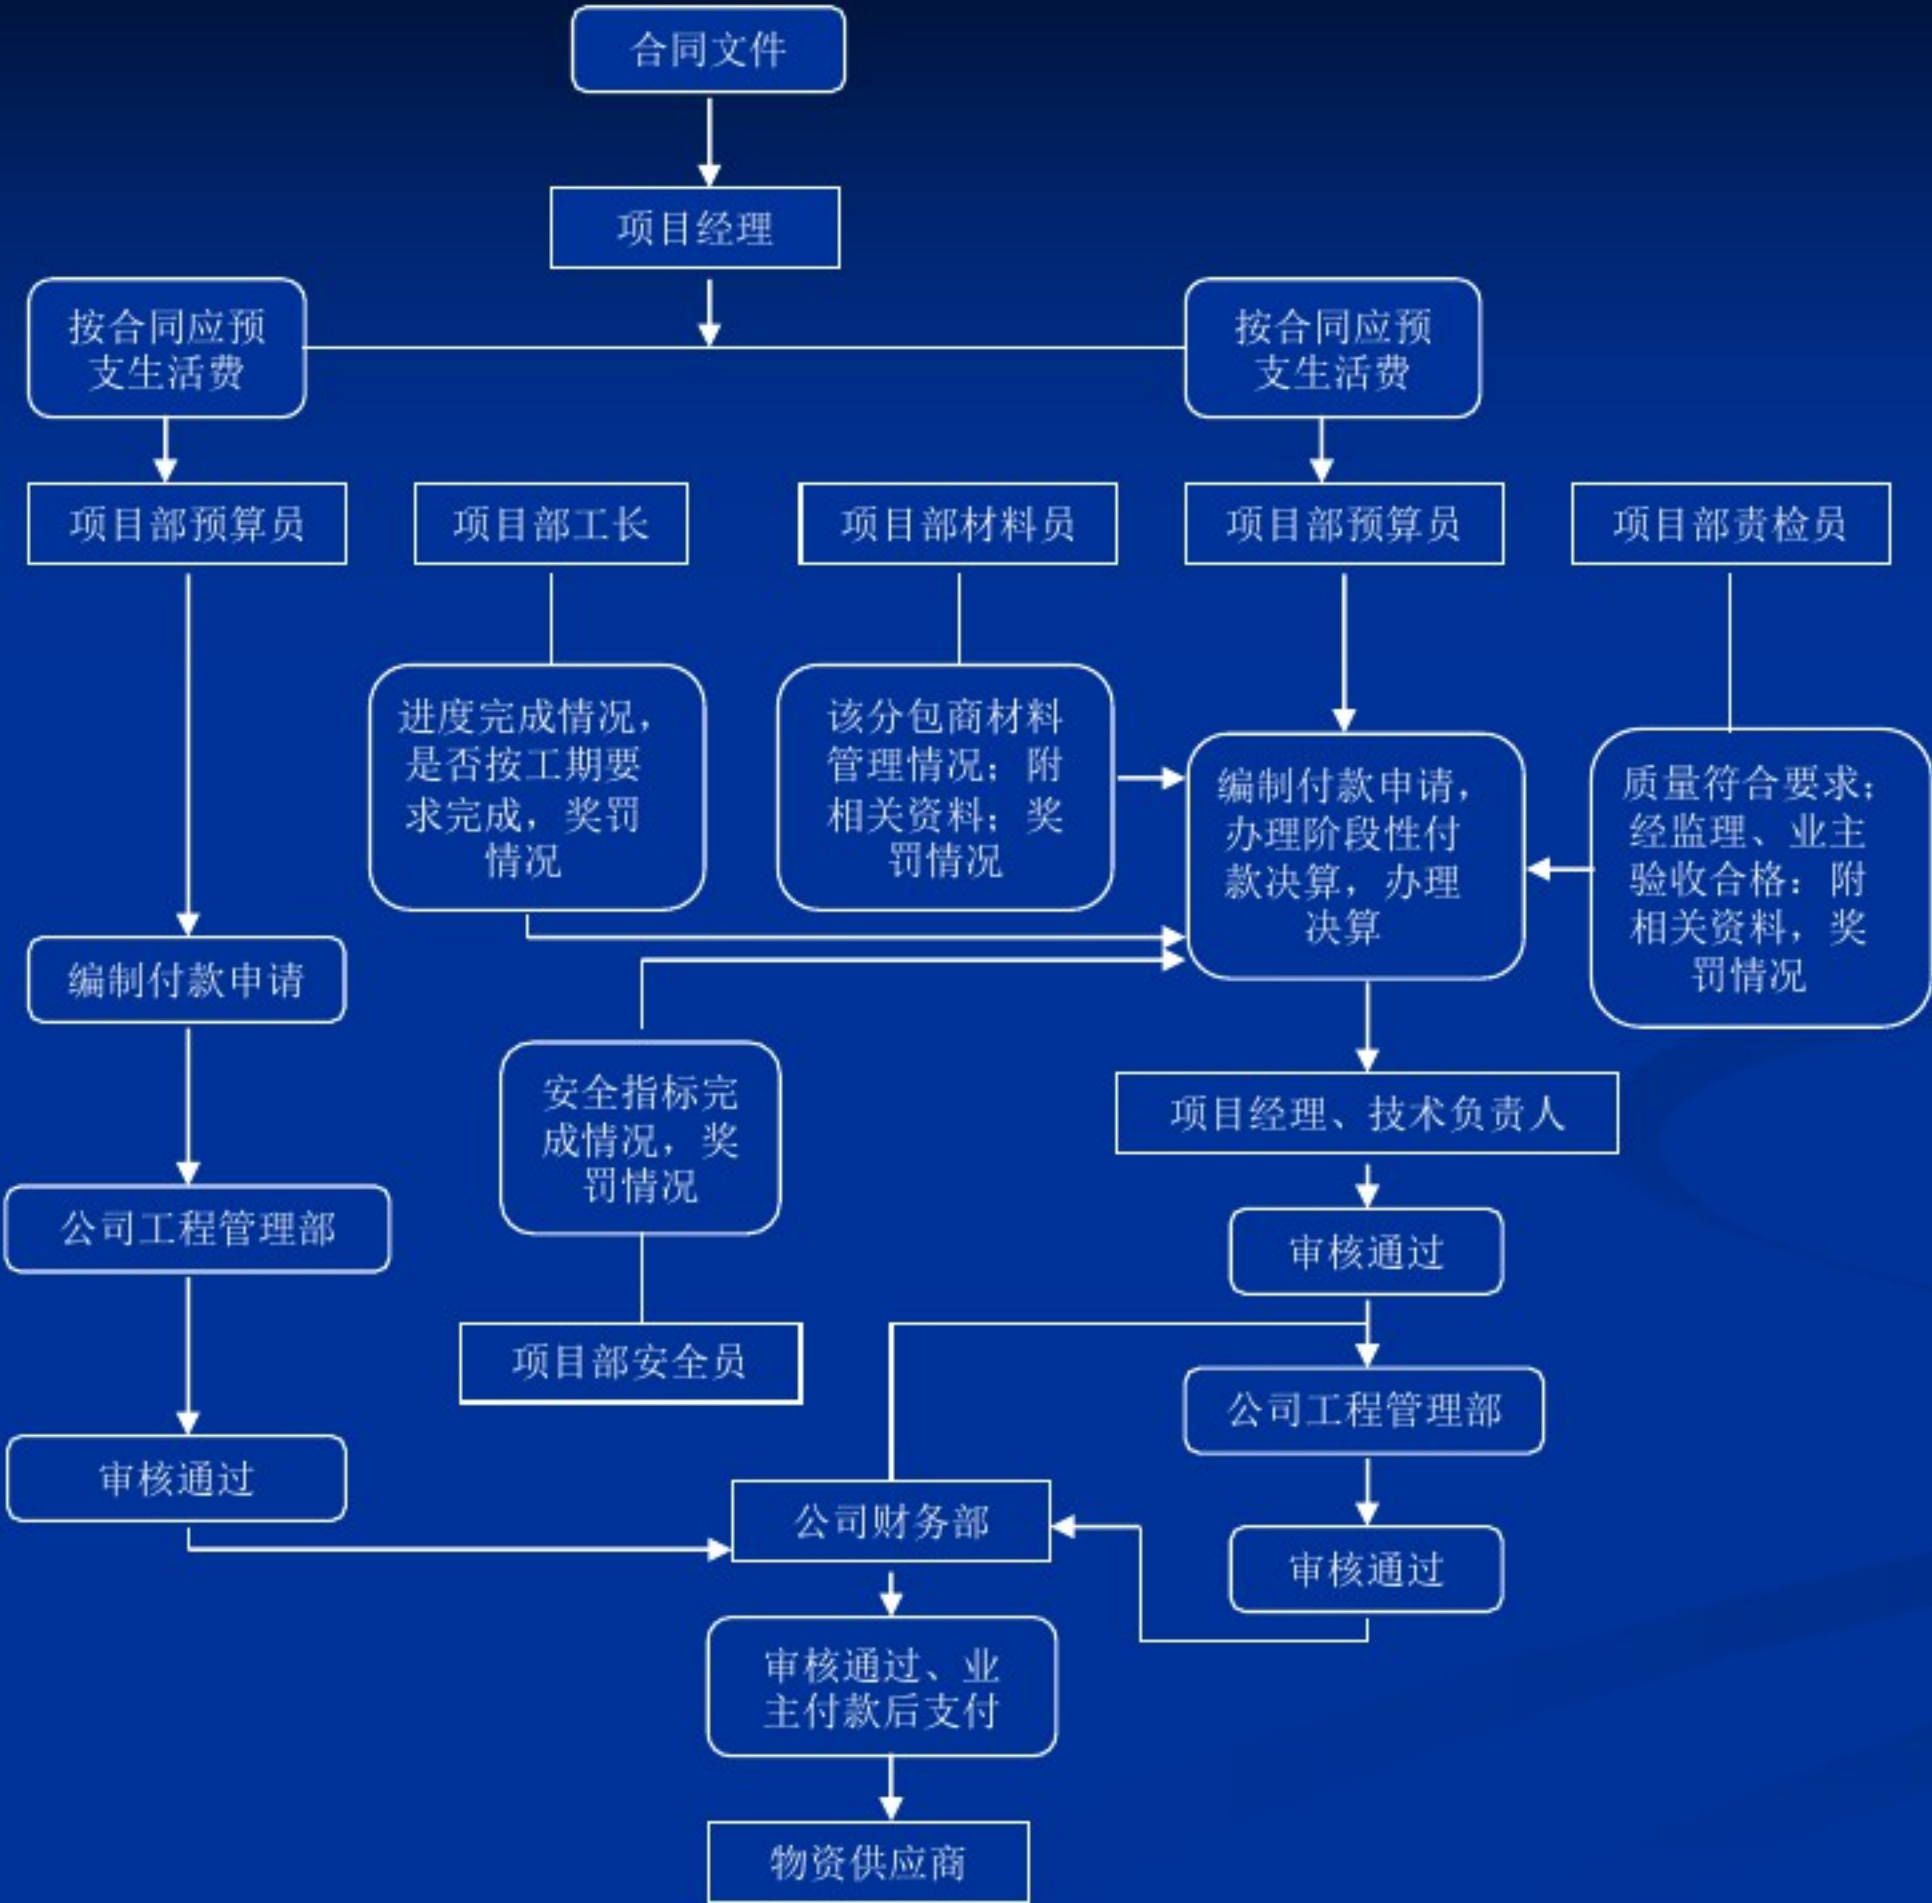 合同文件
项目经理
按合同应预
支生活费
按合同应预
支生活费
项目部预算员
项目部工长
项目部材料员
项目部预算员
项目部责检员
进度完成情况，
是否按工期要
求完成，奖罚
情况
该分包商材料
管理情况；附
相关资料；奖
罚情况
编制付款申请，
办理阶段性付
款决算，办理
决算
质量符合要求；
经监理、业主
验收合格：附
相关资料，奖
罚情况
编制付款申请
安全指标完
成情况，奖
罚情况
项目经理、技术负责人
公司工程管理部
审核通过
项目部安全员
公司工程管理部
审核通过
公司财务部
审核通过
审核通过、业
主付款后支付
物资供应商